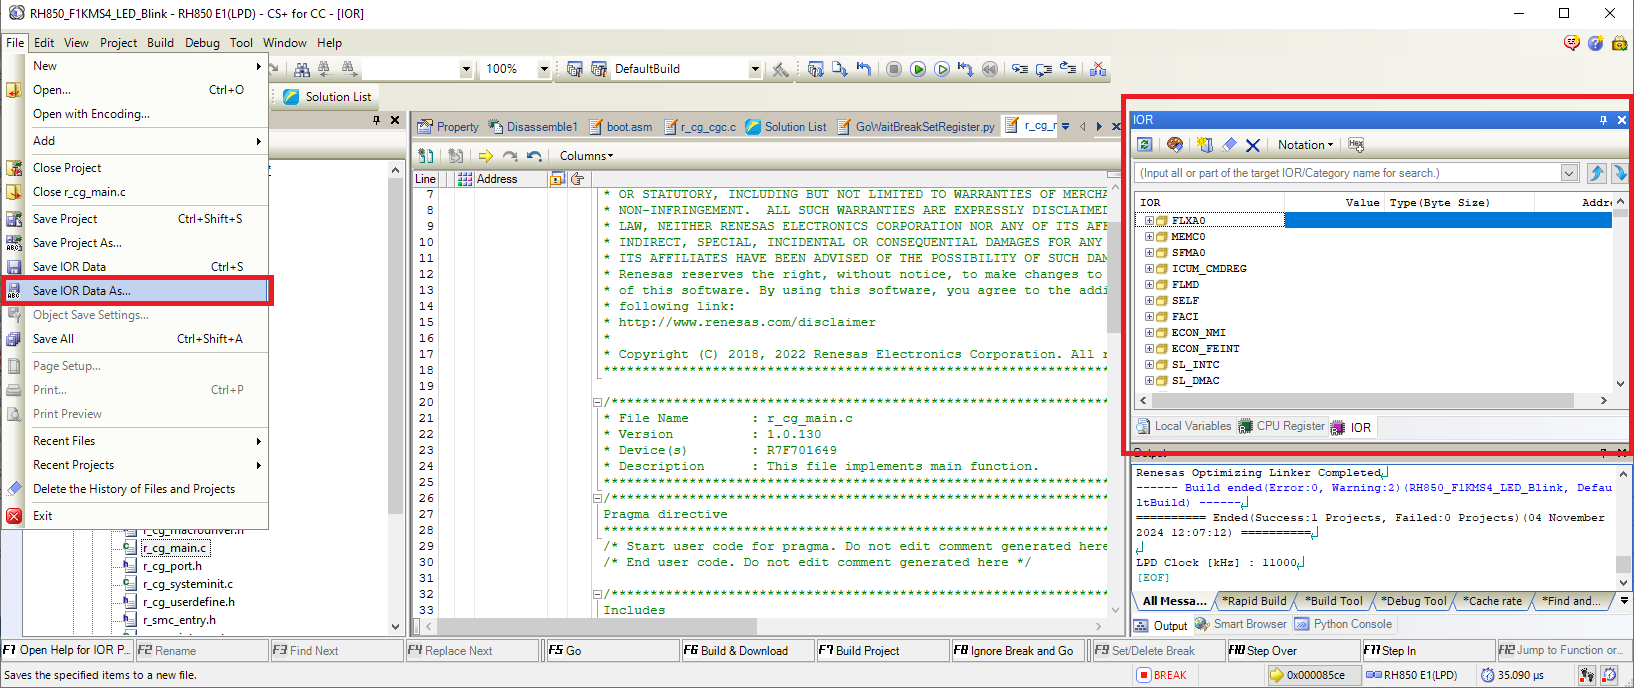 RH850_F1KMS4_LED_Blink - RH850 E1(LPD) - CS+ for CC - [IOR]
File Edit View Project Build Debug Tool Window Help
100% DefaultBuild
Solution List
New
Open... Ctrl+O
Open with Encoding...
Add
Close Project
Close r_cg_main.c
Save Project Ctrl+Shift+S
Save Project As...
Save IOR Data Ctrl+S
Save IOR Data As...
Object Save Settings...
Save All Ctrl+Shift+A
Page Setup...
Print... Ctrl+P
Print Preview
Recent Files
Recent Projects
Delete the History of Files and Projects
Exit
r_cg_macrodriver.h
r_cg_main.c
r_cg_port.h
r_cg_systeminit.c
r_cg_userdefine.h
r_smc_entry.h
Property Disassemble1 boot.asm r_cg_cgc.c Solution List GoWaitBreakSetRegister.py r_cg_r
Columns
Line Address
7 * OR STATUTORY, INCLUDING BUT NOT LIMITED TO WARRANTIES OF MERCHA
8 * NON-INFRINGEMENT.  ALL SUCH WARRANTIES ARE EXPRESSLY DISCLAIMED
9 * LAW, NEITHER RENESAS ELECTRONICS CORPORATION NOR ANY OF ITS AFF
10 * INDIRECT, SPECIAL, INCIDENTAL OR CONSEQUENTIAL DAMAGES FOR ANY
11 * ITS AFFILIATES HAVE BEEN ADVISED OF THE POSSIBILITY OF SUCH DAM
12 * Renesas reserves the right, without notice, to make changes to
13 * of this software. By using this software, you agree to the addi
14 * following link:
15 * http://www.renesas.com/disclaimer
16 *
17 * Copyright (C) 2018, 2022 Renesas Electronics Corporation. All r
18 ****************************************************************
19
20 /****************************************************************
21 * File Name : r_cg_main.c
22 * Version : 1.0.130
23 * Device(s) : R7F701649
24 * Description : This file implements main function.
25 ****************************************************************
26 /****************************************************************
27 Pragma directive
28 ****************************************************************
29 /* Start user code for pragma. Do not edit comment generated here
30 /* End user code. Do not edit comment generated here */
31
32 /****************************************************************
33 Includes
IOR
Notation Hex
(Input all or part of the target IOR/Category name for search.)
IOR Value Type(Byte Size) Addre
FLXA0
MEMC0
SFMA0
ICUM_CMDREG
FLMD
SELF
FACI
ECON_NMI
ECON_FEINT
SL_INTC
SL_DMAC
Local Variables CPU Register IOR
Output
Renesas Optimizing Linker Completed
------ Build ended(Error:0, Warning:2)(RH850_F1KMS4_LED_Blink, Defau
ltBuild) ------
========== Ended(Success:1 Projects, Failed:0 Projects)(04 November
2024 12:07:12) ==========
LPD Clock [kHz] : 11000
[EOF]
All Messa... *Rapid Build *Build Tool *Debug Tool *Cache rate *Find and...
Output Smart Browser Python Console
F1 Open Help for IOR P... F2 Rename F3 Find Next F4 Replace Next F5 Go F6 Build & Download F7 Build Project F8 Ignore Break and Go F9 Set/Delete Break F10 Step Over F11 Step In F12 Jump to Function or...
Saves the specified items to a new file. BREAK 0x000085ce RH850 E1(LPD) 35.090 µs